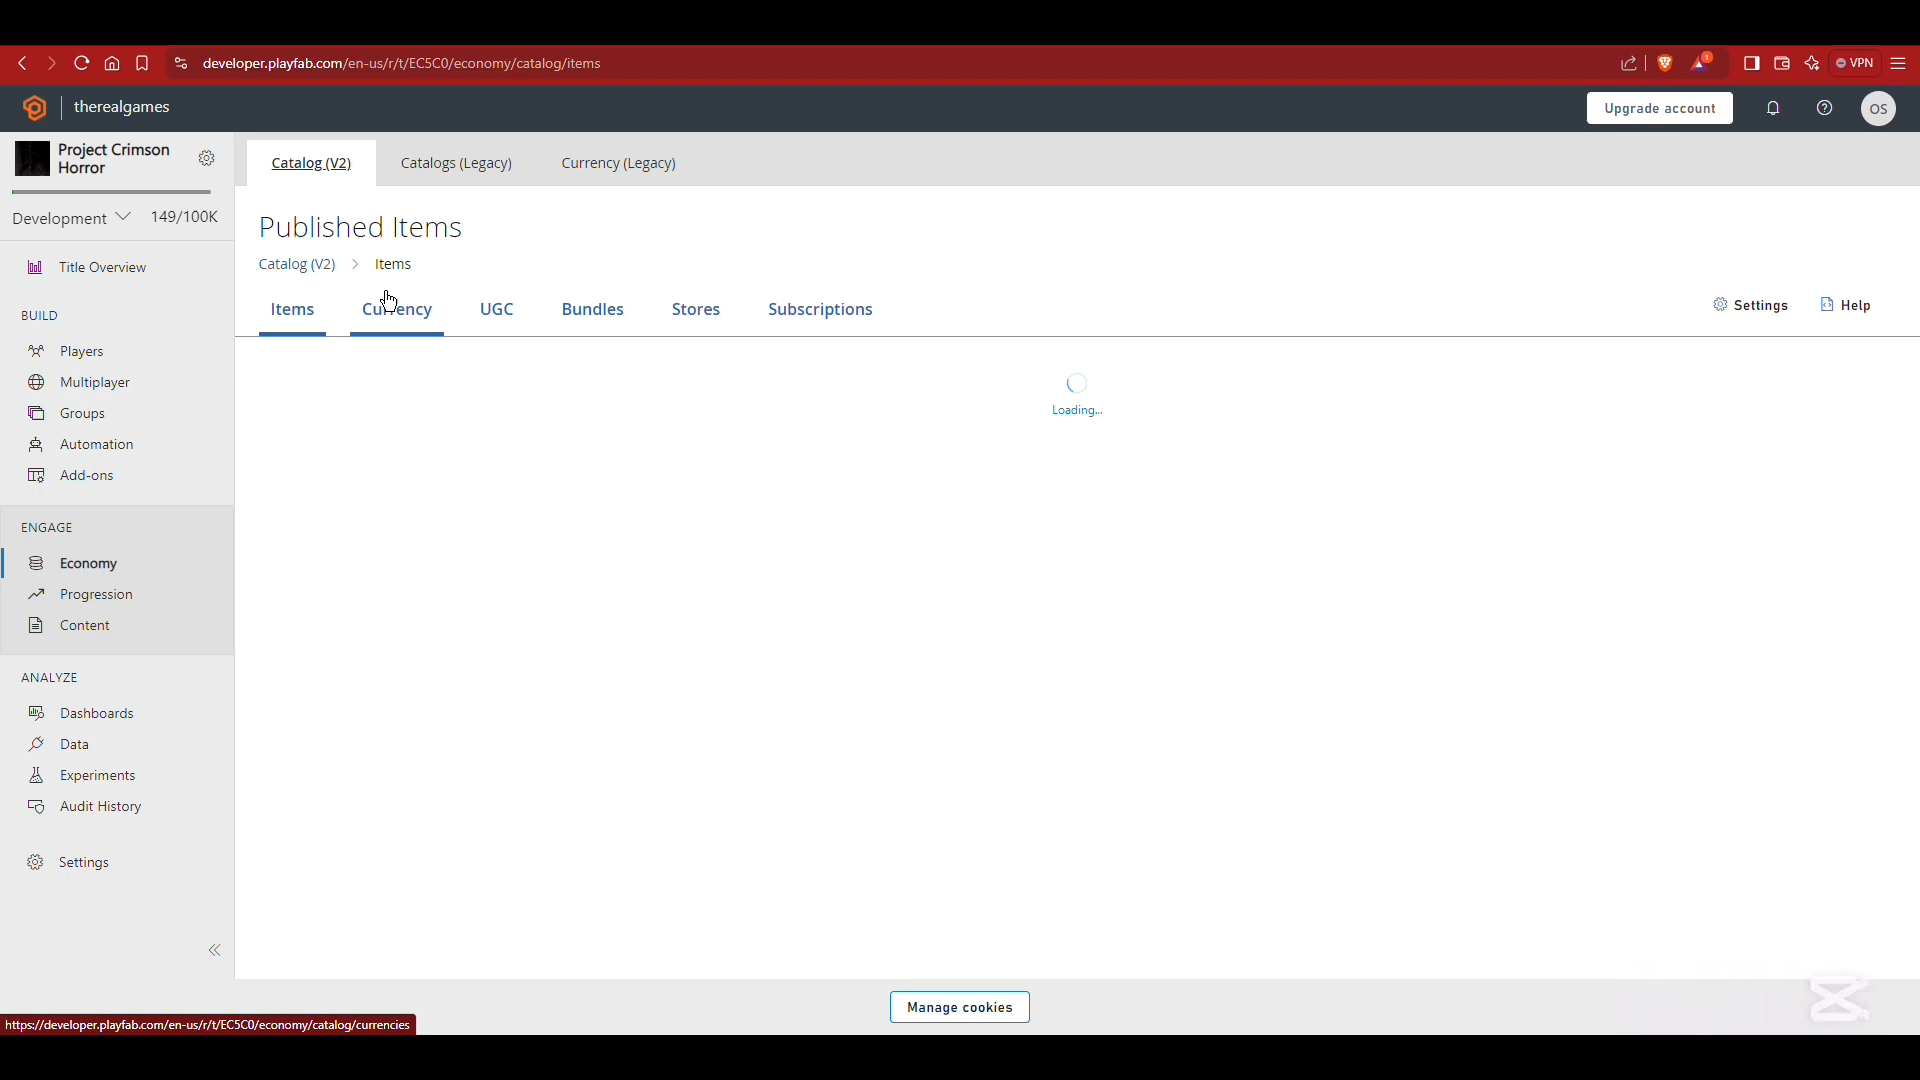 developer.playfab.com/en-us/r/t/EC5C0/economy/catalog/items
1
VPN
therealgames
Upgrade account
OS
Project Crimson
Horror
Development
149/100K
Title Overview
BUILD
Players
Multiplayer
Groups
Automation
Add-ons
ENGAGE
Economy
Progression
Content
ANALYZE
Dashboards
Data
Experiments
Audit History
Settings
Catalog (V2)
Catalogs (Legacy)
Currency (Legacy)
Published Items
Catalog (V2) > Items
Items
Currency
UGC
Bundles
Stores
Subscriptions
Settings
Help
Loading...
Manage cookies
https://developer.playfab.com/en-us/r/t/EC5C0/economy/catalog/currencies